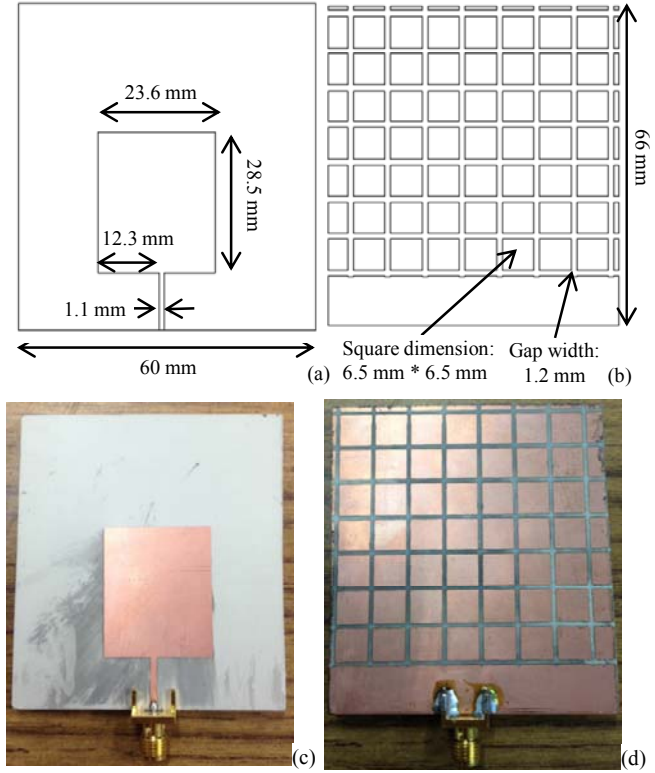 23.6 mm
28.5 mm
12.3 mm
1.1 mm
60 mm
(a)
66 mm
Square dimension:
6.5 mm * 6.5 mm
Gap width:
1.2 mm
(b)
(c)
(d)